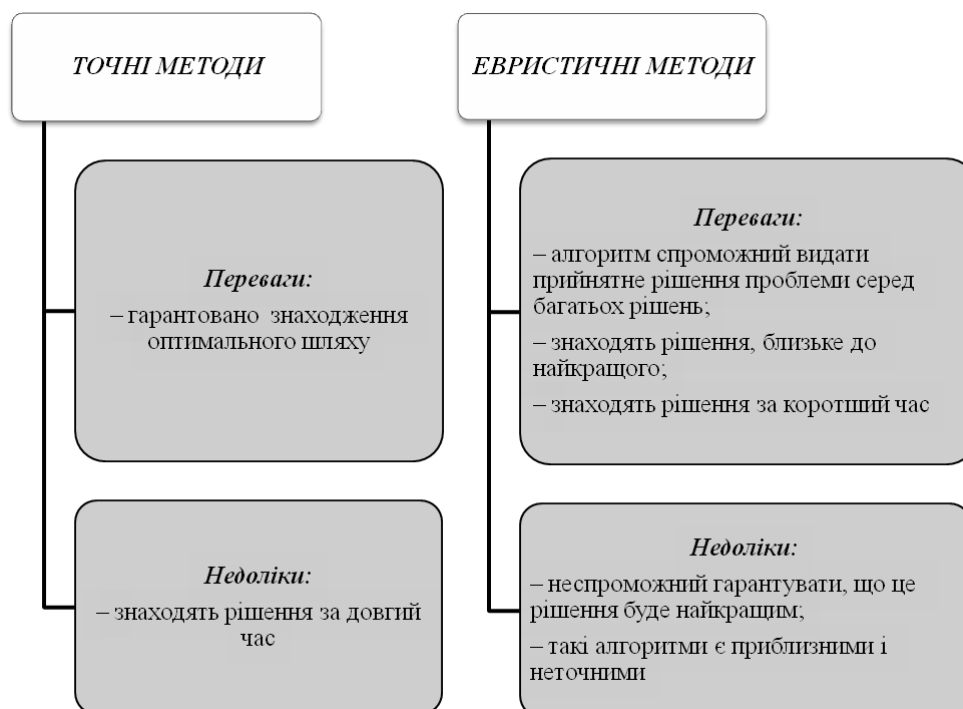 ТОЧНІ МЕТОДИ
Переваги:
– гарантовано знаходження
оптимального шляху
Недоліки:
– знаходять рішення за довгий
час
ЕВРИСТИЧНІ МЕТОДИ
Переваги:
– алгоритм спроможний видати
прийнятне рішення проблеми серед
багатьох рішень;
– знаходять рішення, близьке до
найкращого;
– знаходять рішення за коротший час
Недоліки:
– неспроможний гарантувати, що це
рішення буде найкращим;
– такі алгоритми є приблизними і
неточними